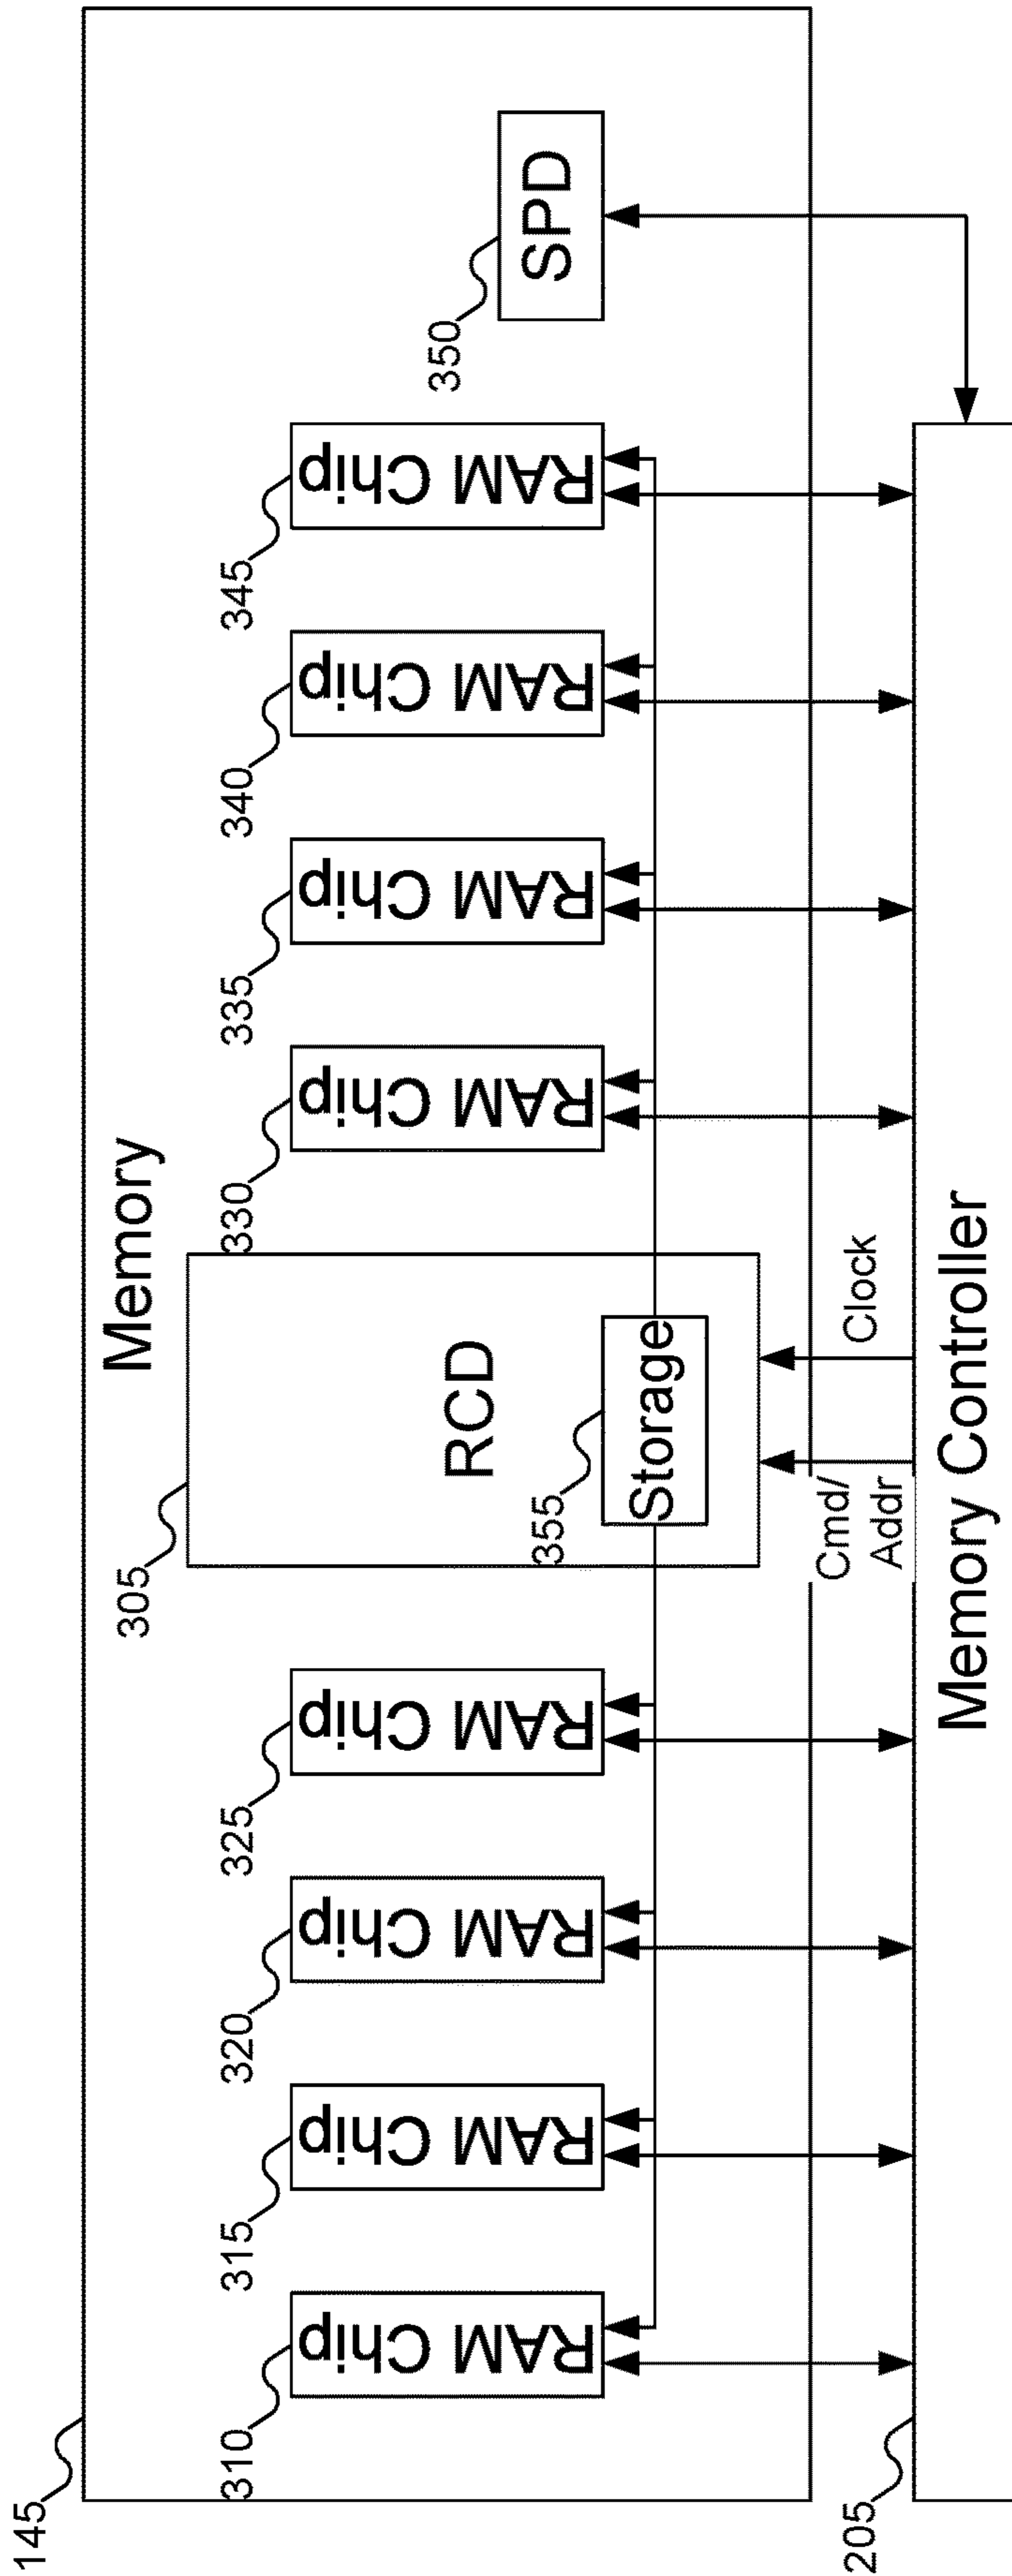 145
Memory
305
RCD
355
Storage
310
RAM Chip
315
RAM Chip
320
RAM Chip
325
RAM Chip
330
RAM Chip
335
RAM Chip
340
RAM Chip
345
RAM Chip
350
SPD
Cmd/
Addr
Clock
205
Memory Controller